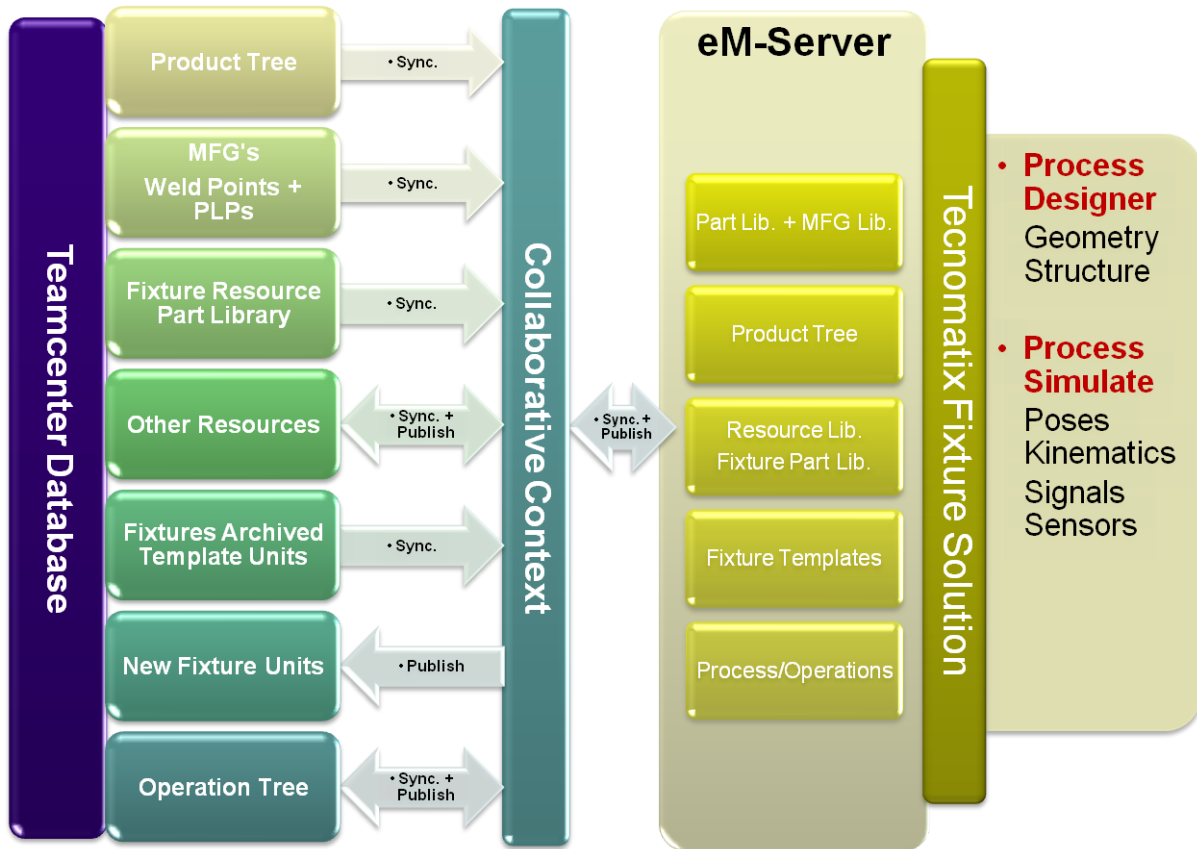 Teamcenter Database
Product Tree
• Sync.
MFG's
Weld Points +
PLPs
• Sync.
Fixture Resource
Part Library
• Sync.
Other Resources
• Sync. +
Publish
Fixtures Archived
Template Units
• Sync.
New Fixture Units
• Publish
Operation Tree
• Sync. +
Publish
Collaborative Context
• Sync. +
Publish
eM-Server
Part Lib. + MFG Lib.
Product Tree
Resource Lib.
Fixture Part Lib.
Fixture Templates
Process/Operations
Tecnomatix Fixture Solution
• Process
Designer
Geometry
Structure
• Process
Simulate
Poses
Kinematics
Signals
Sensors